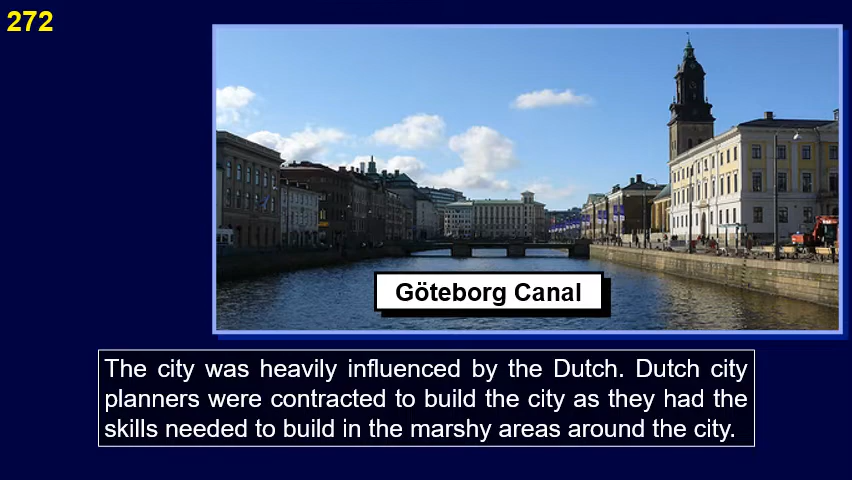 272
Göteborg Canal
The city was heavily influenced by the Dutch. Dutch city
planners were contracted to build the city as they had the
skills needed to build in the marshy areas around the city.